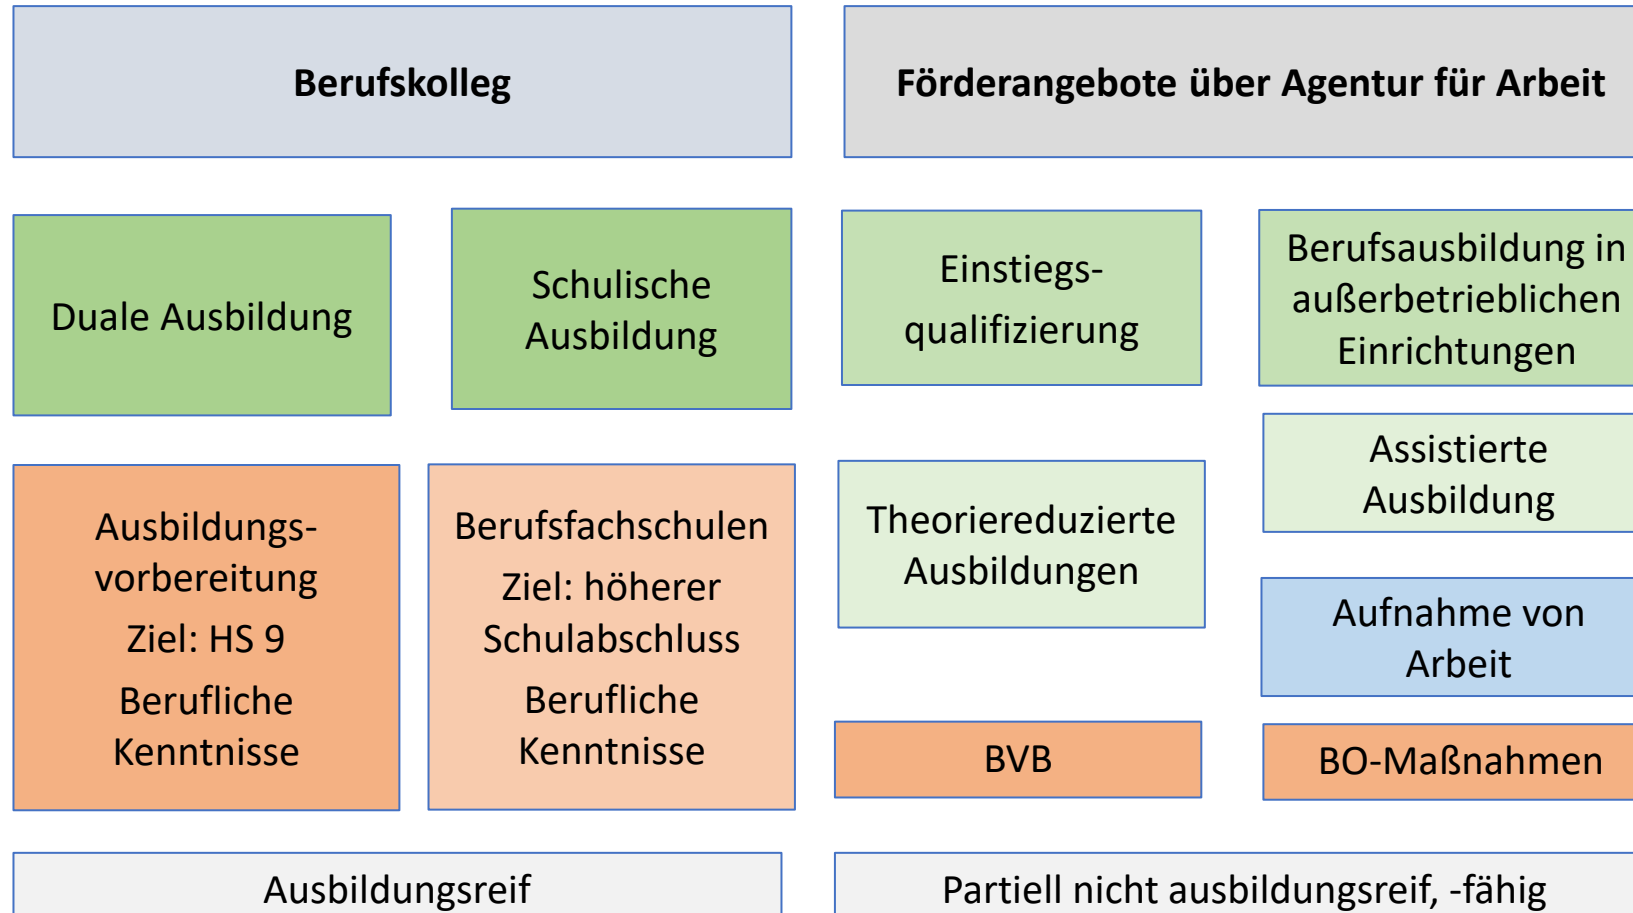 Berufskolleg
Förderangebote über Agentur für Arbeit
Duale Ausbildung
Schulische
Ausbildung
Einstiegs-
qualifizierung
Berufsausbildung in
außerbetrieblichen
Einrichtungen
Ausbildungs-
vorbereitung
Ziel: HS 9
Berufliche
Kenntnisse
Berufsfachschulen
Ziel: höherer
Schulabschluss
Berufliche
Kenntnisse
Theoriereduzierte
Ausbildungen
Assistierte
Ausbildung
Aufnahme von
Arbeit
BVB
BO-Maßnahmen
Ausbildungsreif
Partiell nicht ausbildungsreif, -fähig